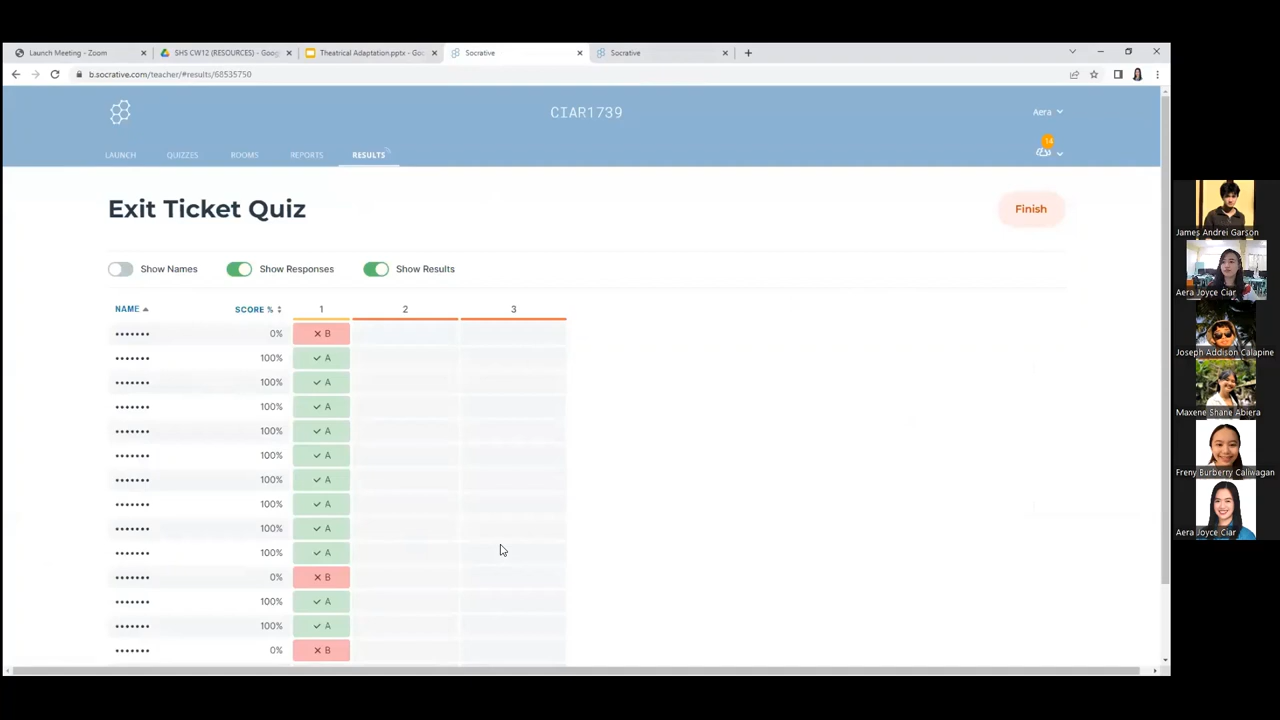 Launch Meeting - Zoom
SHS CW12 (RESOURCES) - Goog
Theatrical Adaptation.pptx - Goo
Socrative
Socrative
b.socrative.com/teacher/#results/68535750
CIAR1739
Aera
LAUNCH QUIZZES ROOMS REPORTS RESULTS
14
Exit Ticket Quiz
Finish
Show Names Show Responses Show Results
NAME SCORE % 1 2 3
••••••• 0% ✕ B
••••••• 100% ✓ A
••••••• 100% ✓ A
••••••• 100% ✓ A
••••••• 100% ✓ A
••••••• 100% ✓ A
••••••• 100% ✓ A
••••••• 100% ✓ A
••••••• 100% ✓ A
••••••• 100% ✓ A
••••••• 0% ✕ B
••••••• 100% ✓ A
••••••• 100% ✓ A
••••••• 0% ✕ B
James Andrei Garson
Aera Joyce Ciar
Joseph Addison Calapine
Maxene Shane Abiera
Freny Burberry Caliwagan
Aera Joyce Ciar